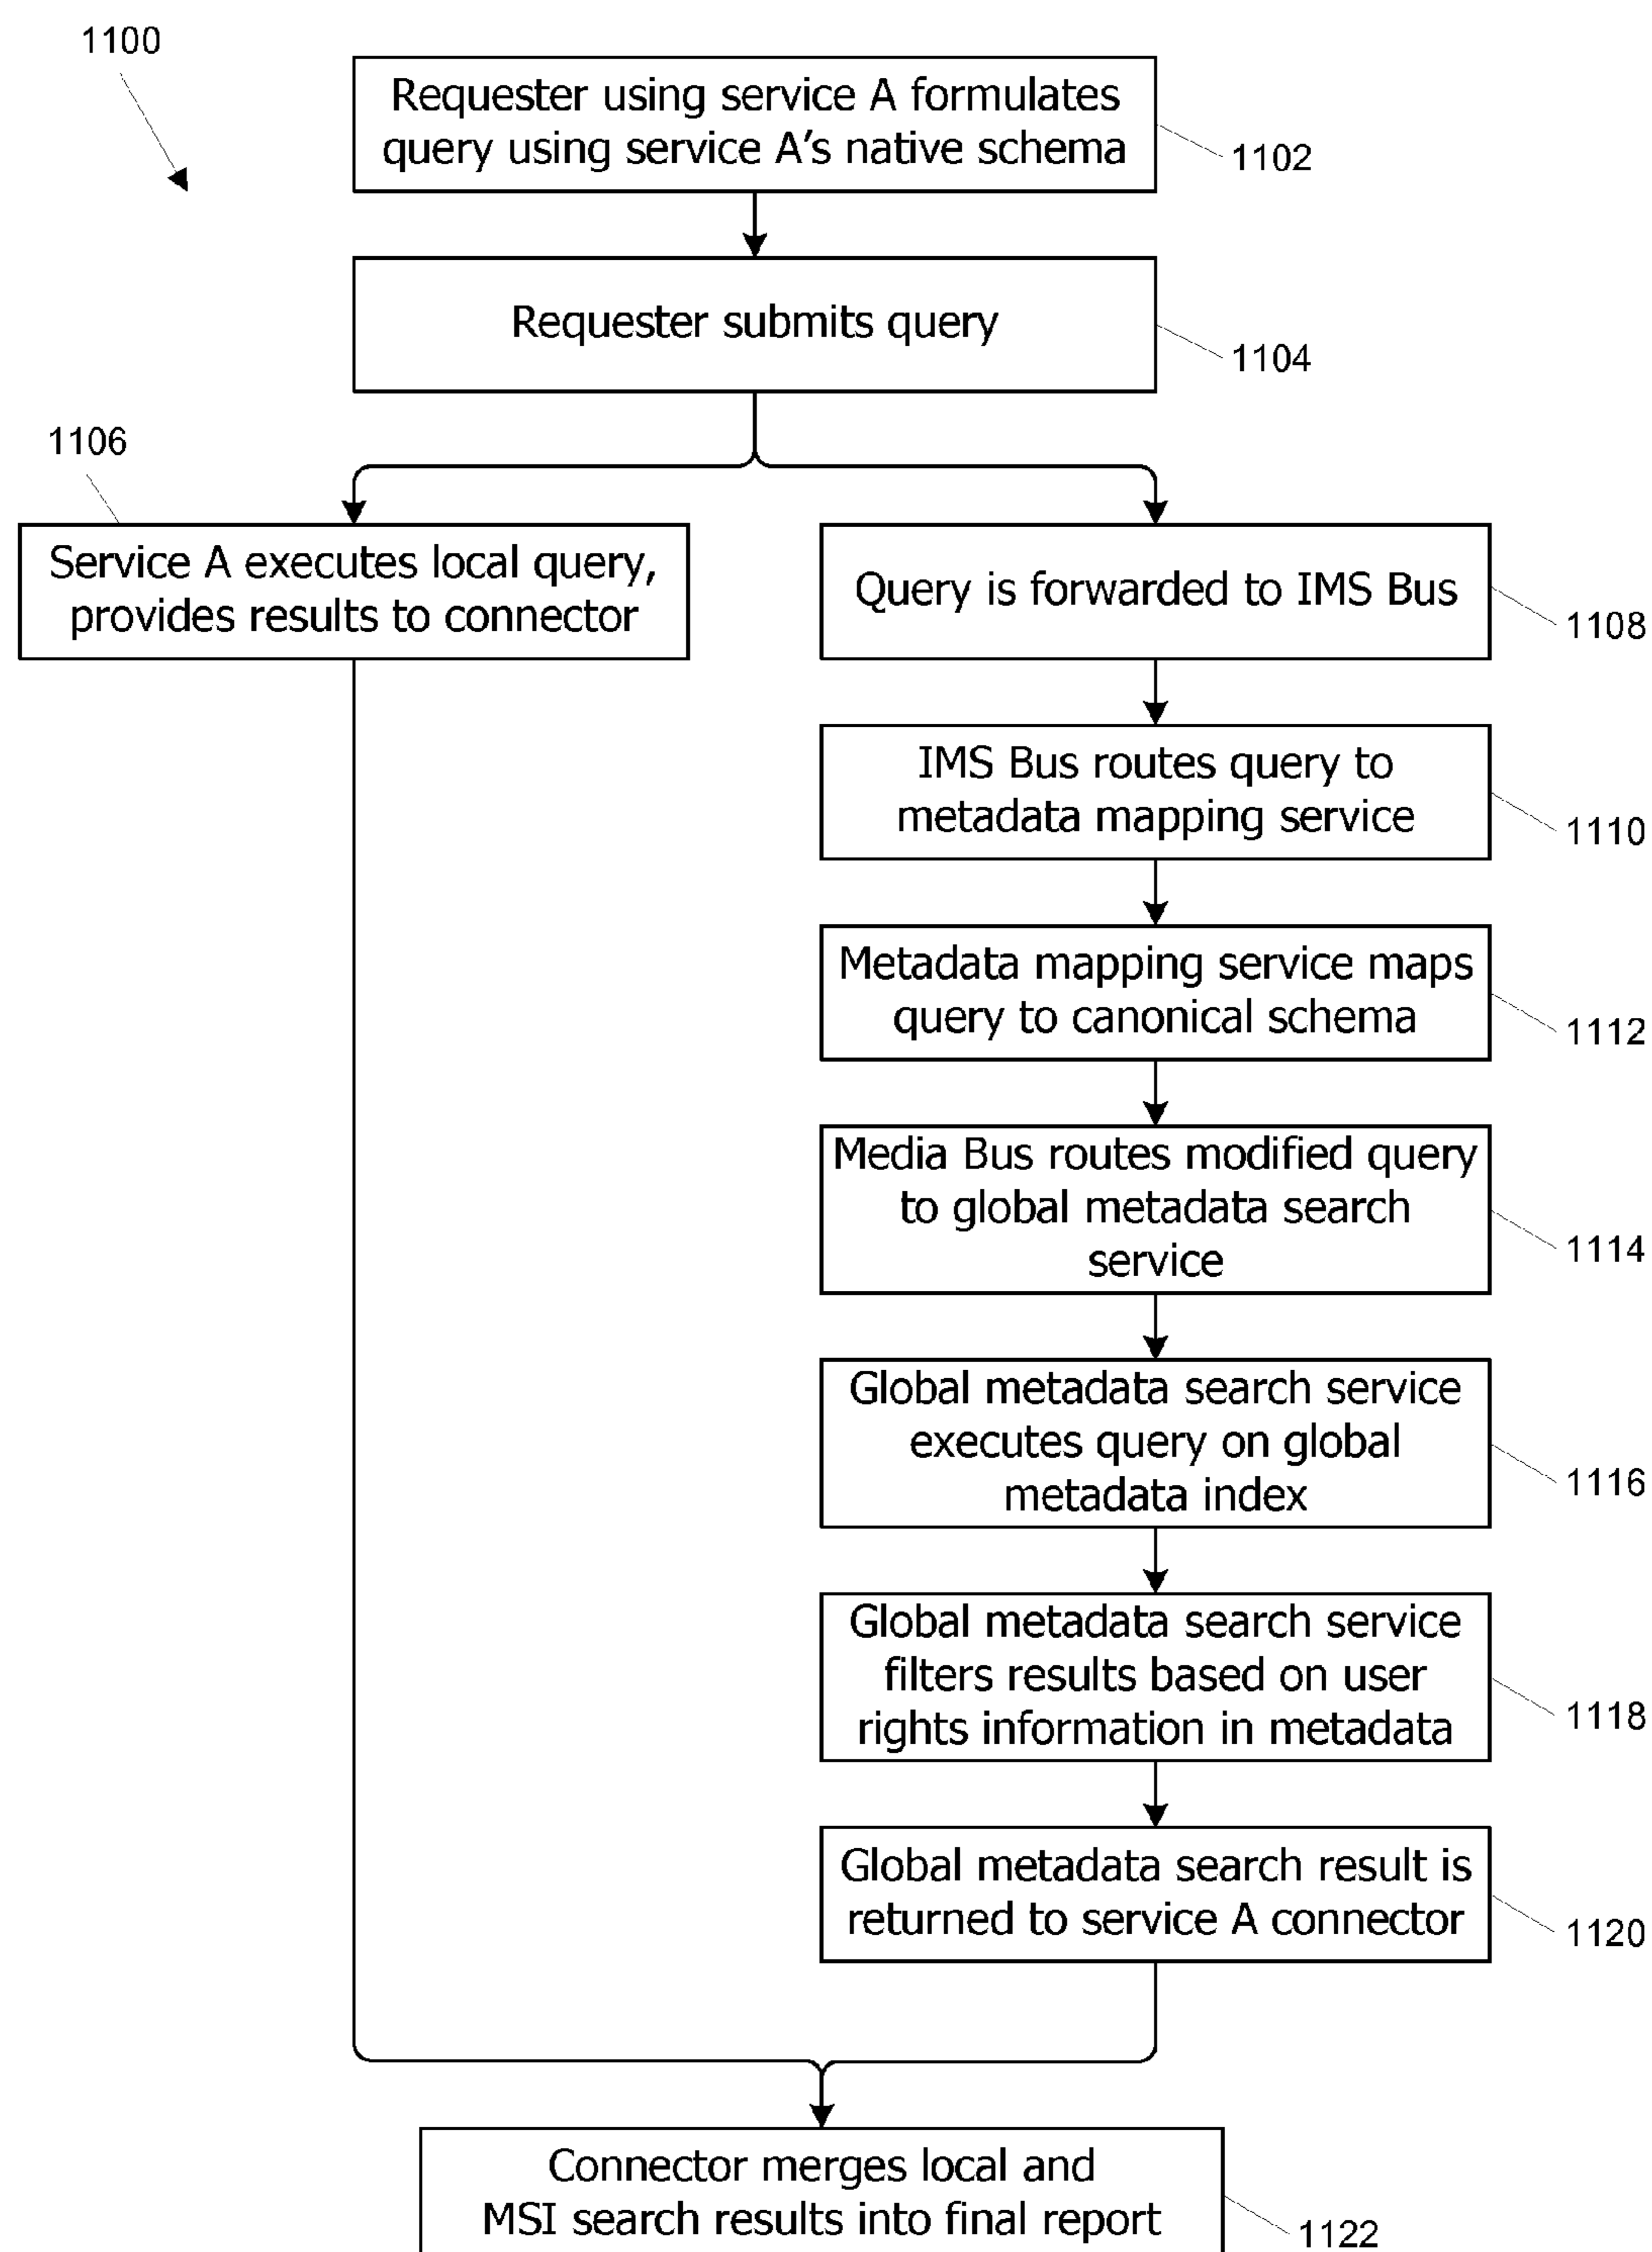 1100
Requester using service A formulates
query using service A's native schema
1102
Requester submits query
1104
1106
Service A executes local query,
provides results to connector
Query is forwarded to IMS Bus
1108
IMS Bus routes query to
metadata mapping service
1110
Metadata mapping service maps
query to canonical schema
1112
Media Bus routes modified query
to global metadata search
service
1114
Global metadata search service
executes query on global
metadata index
1116
Global metadata search service
filters results based on user
rights information in metadata
1118
Global metadata search result is
returned to service A connector
1120
Connector merges local and
MSI search results into final report
1122